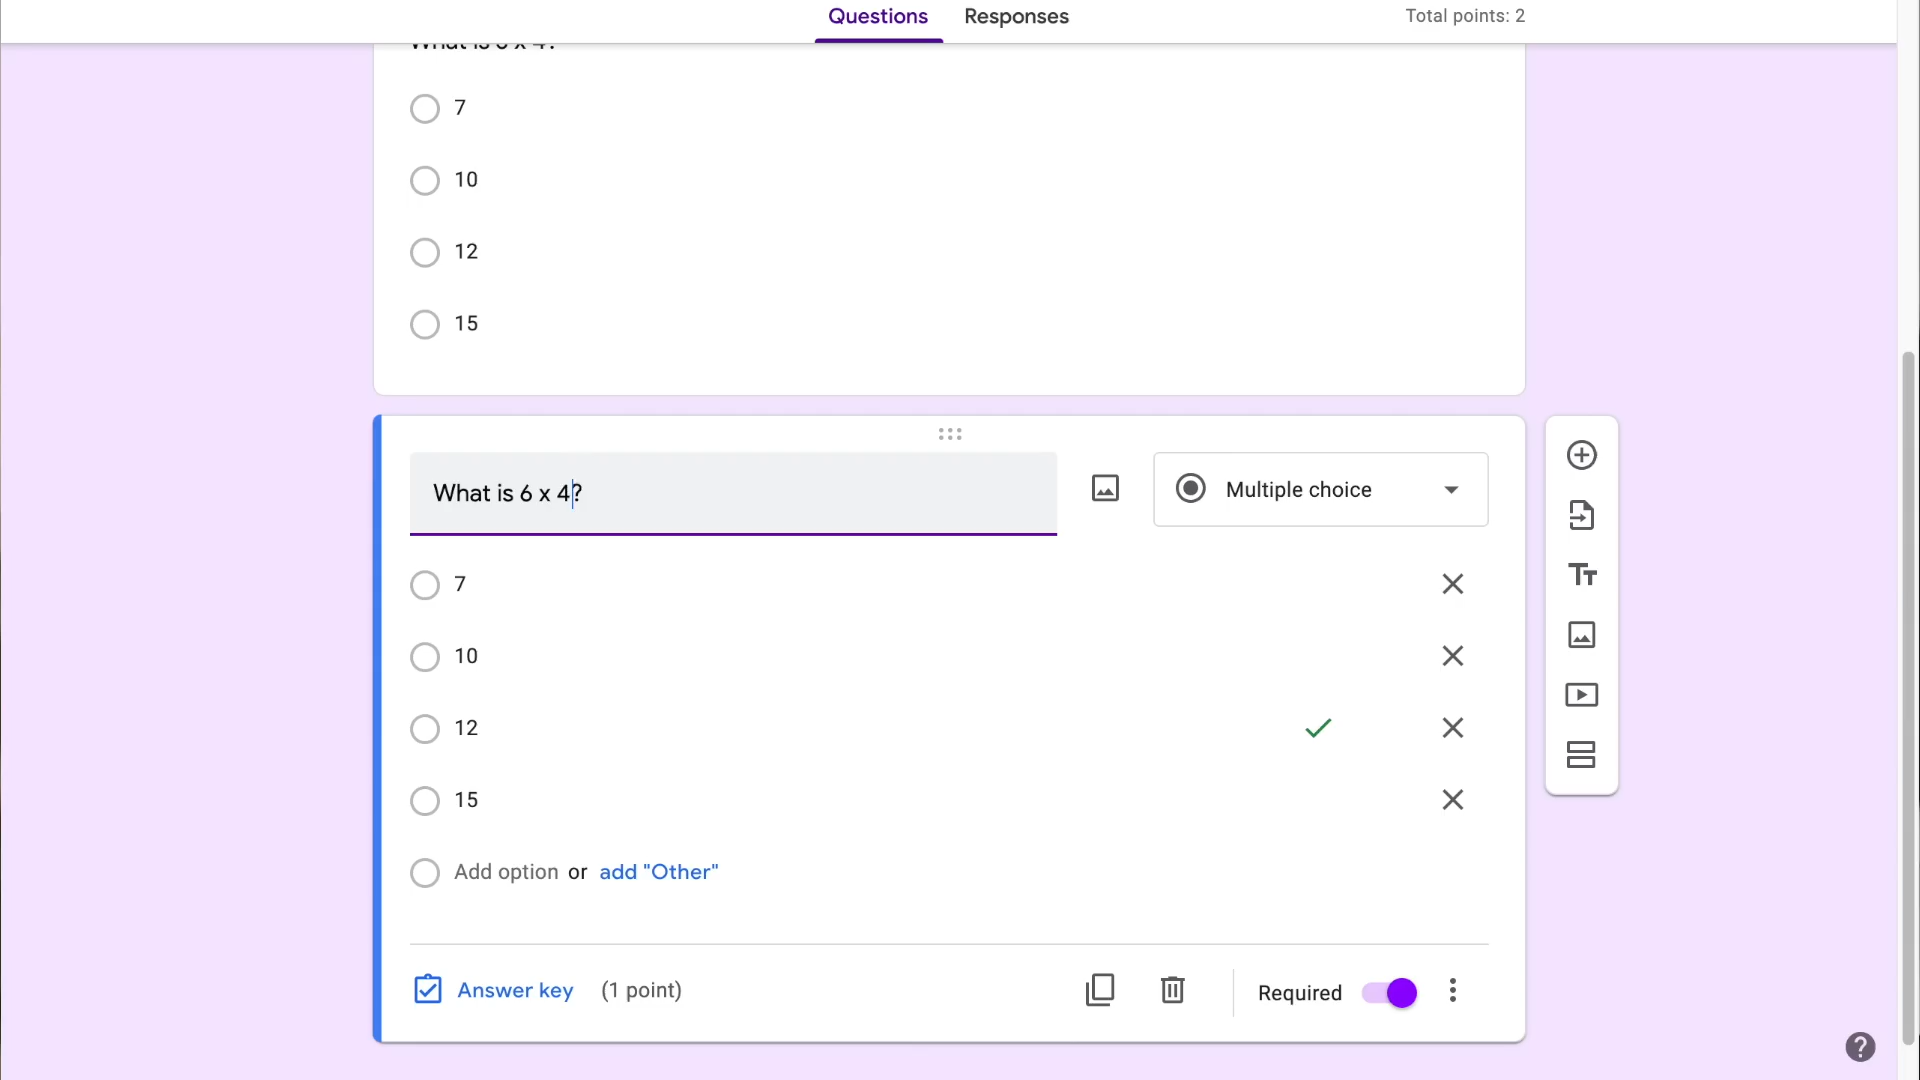 Questions Responses Total points: 2
7
10
12
15
What is 6 x 4?
Multiple choice
7
10
12
15
Add option or add "Other"
Answer key (1 point)
Required